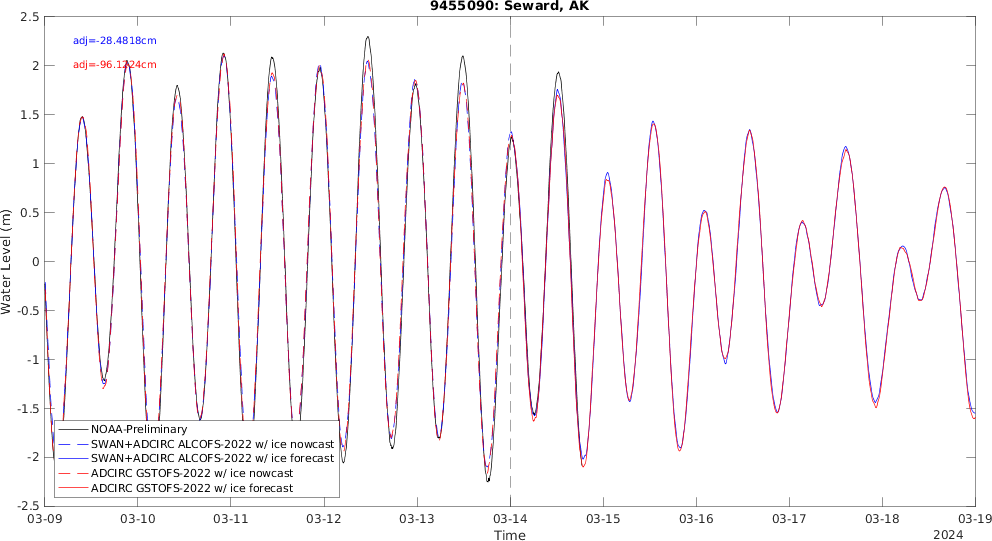 9455090: Seward, AK
adj=-28.4818cm
adj=-96.1224cm
Water Level (m)
2.5
2
1.5
1
0.5
0
-0.5
-1
-1.5
-2
-2.5
NOAA-Preliminary
SWAN+ADCIRC ALCOFS-2022 w/ ice nowcast
SWAN+ADCIRC ALCOFS-2022 w/ ice forecast
ADCIRC GSTOFS-2022 w/ ice nowcast
ADCIRC GSTOFS-2022 w/ ice forecast
03-09 03-10 03-11 03-12 03-13 03-14 03-15 03-16 03-17 03-18 03-19
Time
2024